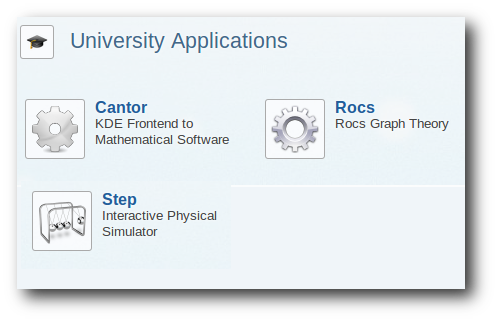 University Applications
Cantor
KDE Frontend to
Mathematical Software
Rocs
Rocs Graph Theory
Step
Interactive Physical
Simulator